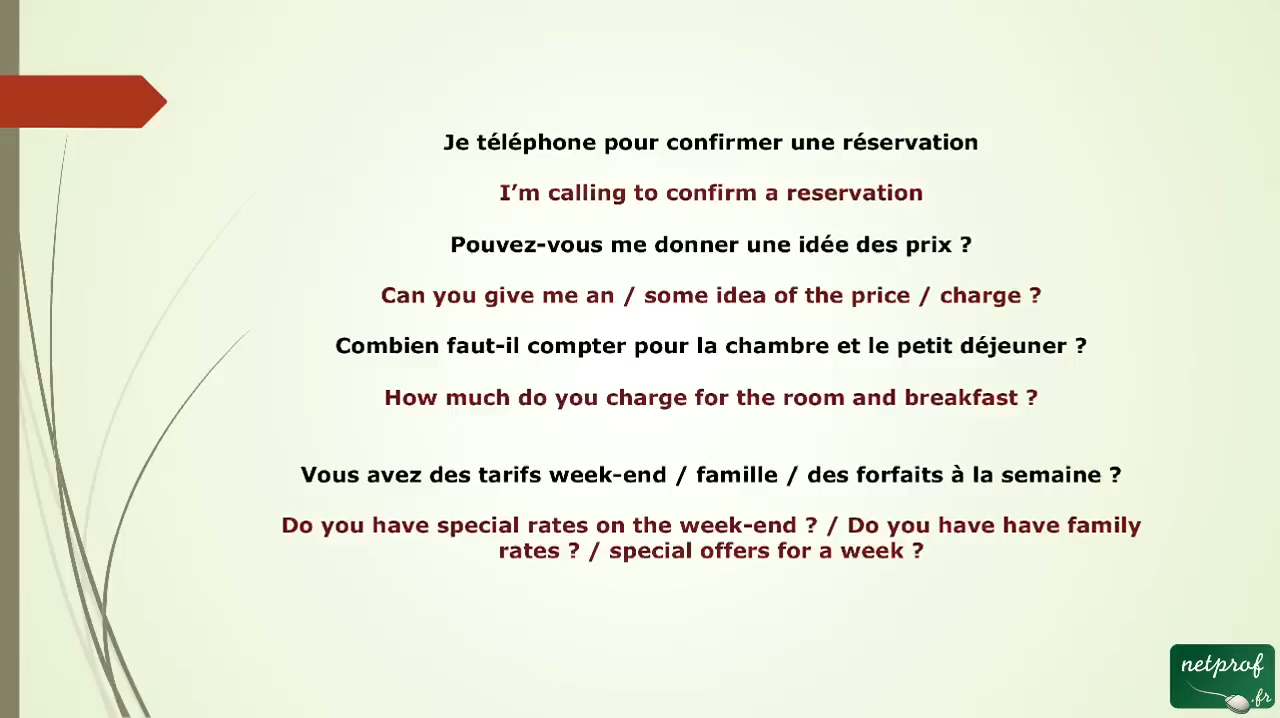 Je téléphone pour confirmer une réservation
I’m calling to confirm a reservation
Pouvez-vous me donner une idée des prix ?
Can you give me an / some idea of the price / charge ?
Combien faut-il compter pour la chambre et le petit déjeuner ?
How much do you charge for the room and breakfast ?
Vous avez des tarifs week-end / famille / des forfaits à la semaine ?
Do you have special rates on the week-end ? / Do you have have family
rates ? / special offers for a week ?
netprof
.fr